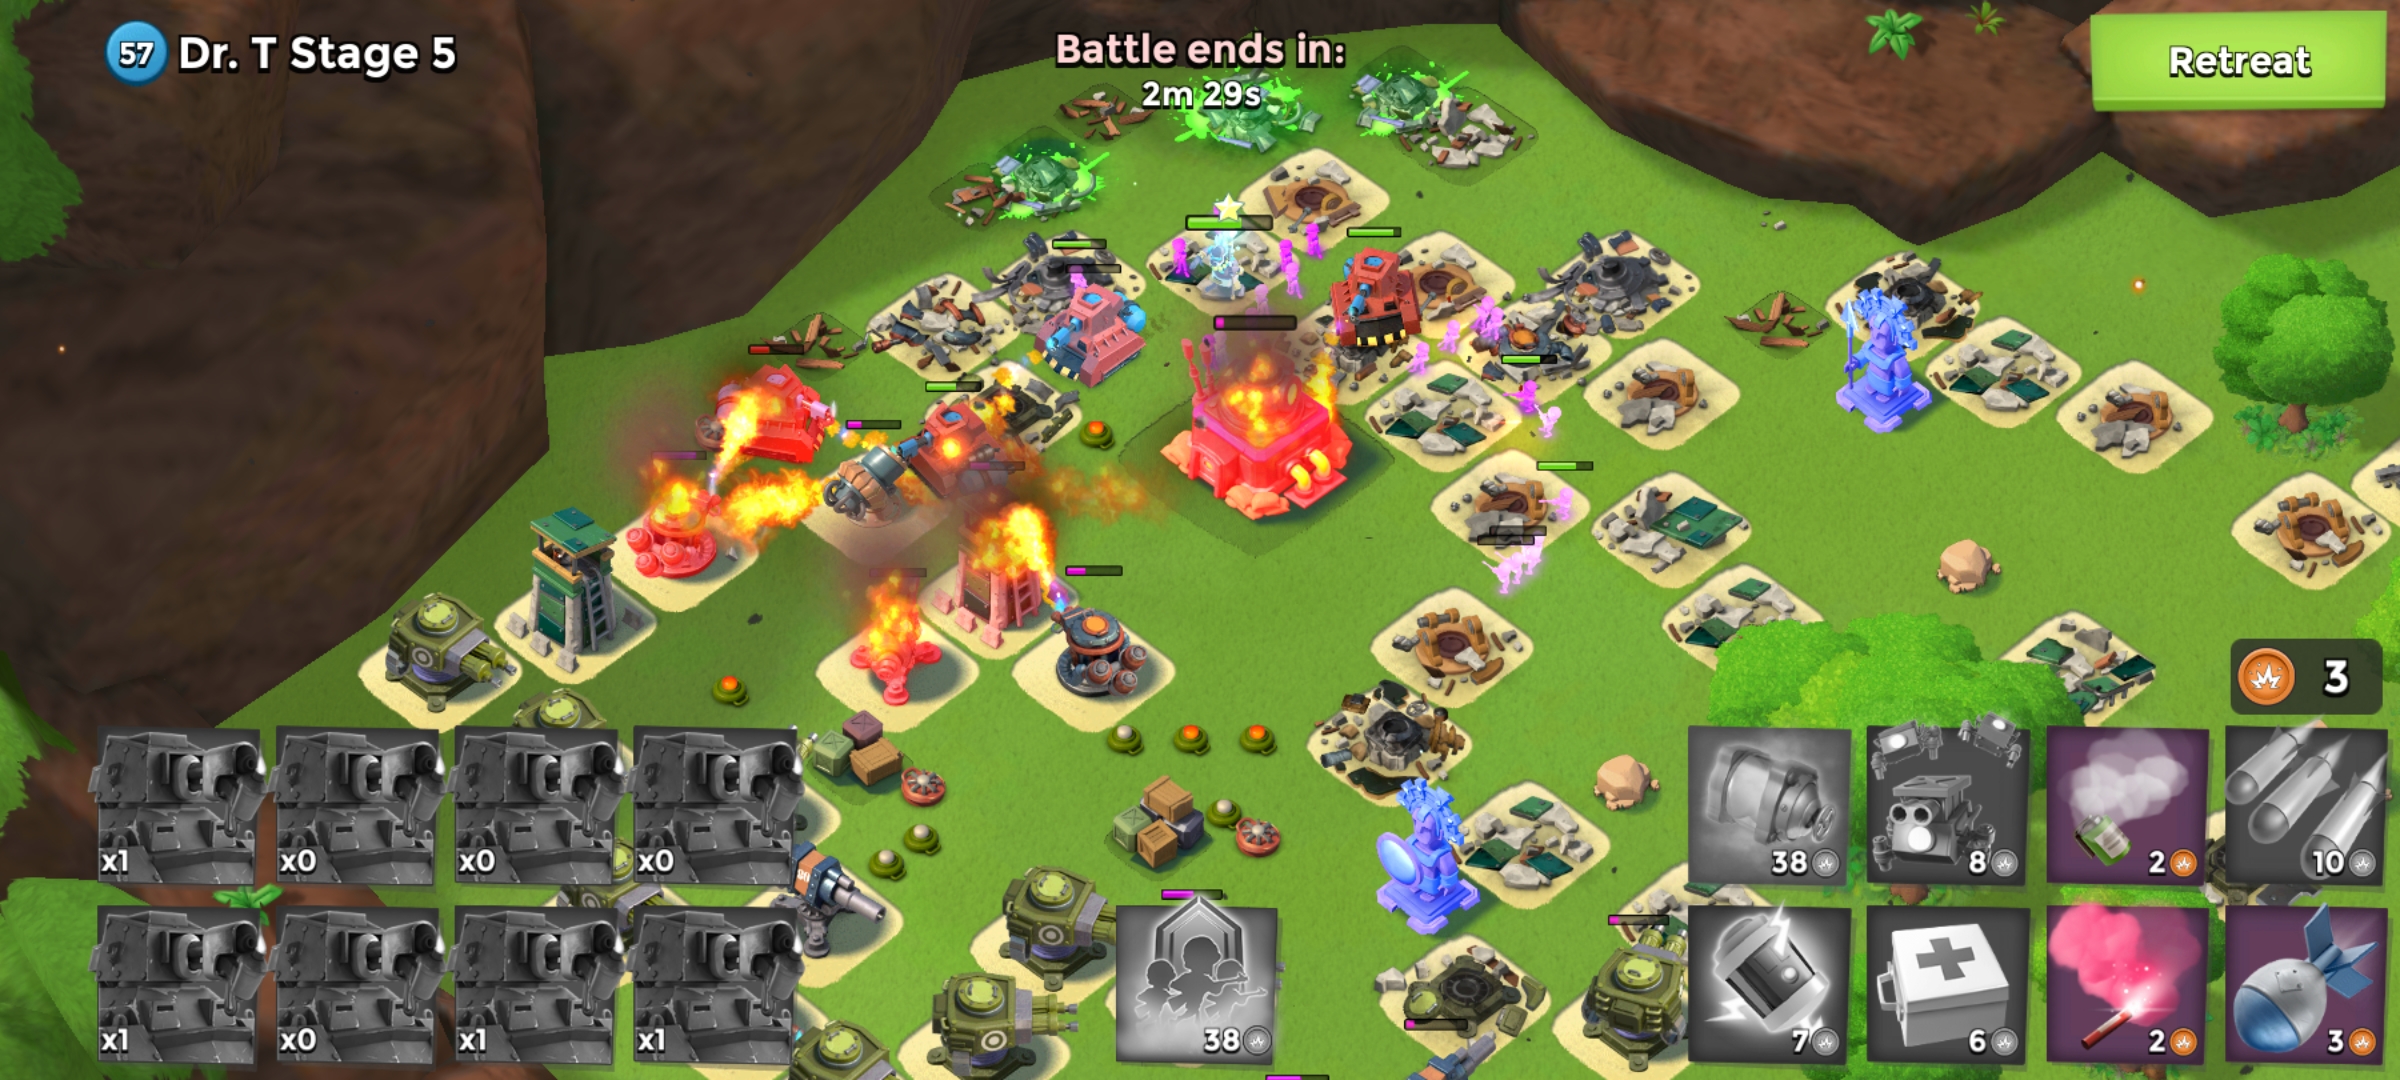 57 Dr. T Stage 5
Battle ends in:
2m 29s
Retreat
3
x1
x0
x0
x0
38
8
2
10
x1
x0
x1
x1
38
7
6
2
3